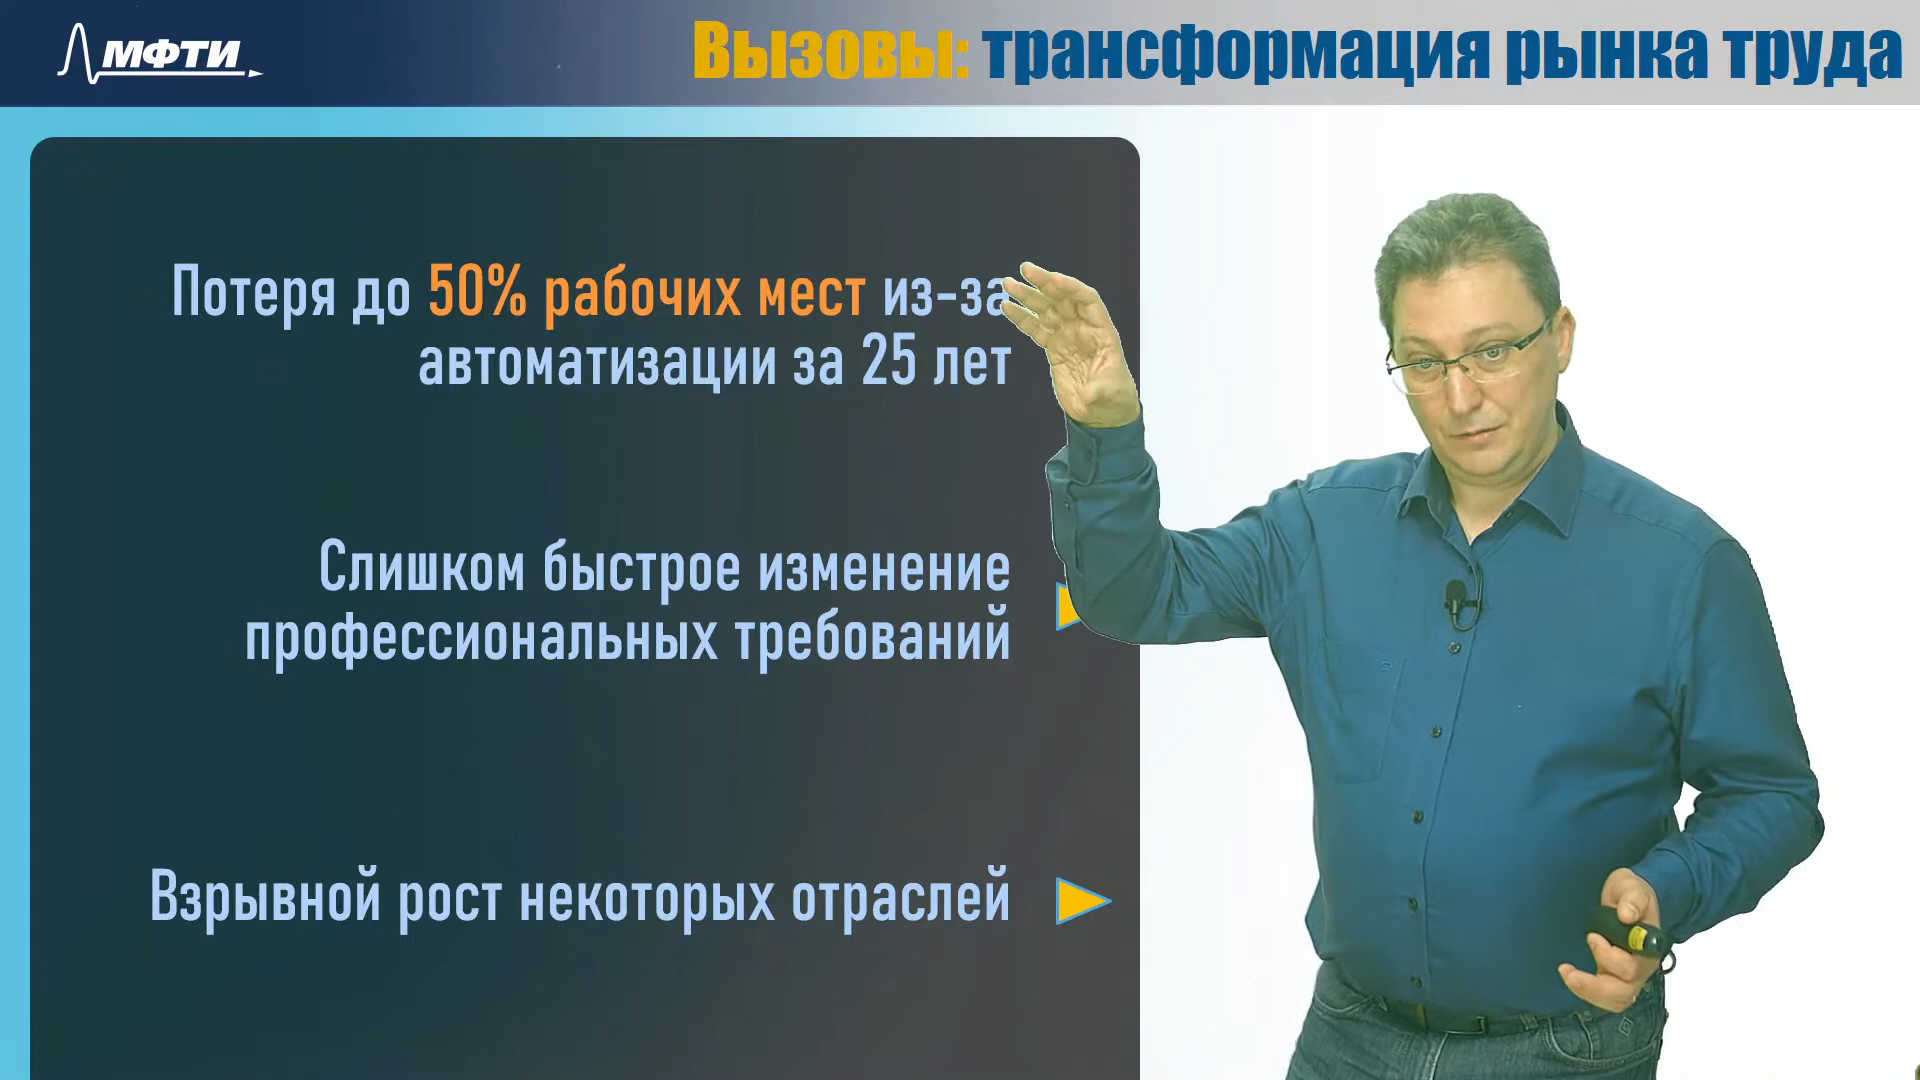 МФТИ
Вызовы: трансформация рынка труда
Потеря до 50% рабочих мест из-за
автоматизации за 25 лет
Слишком быстрое изменение
профессиональных требований
Взрывной рост некоторых отраслей